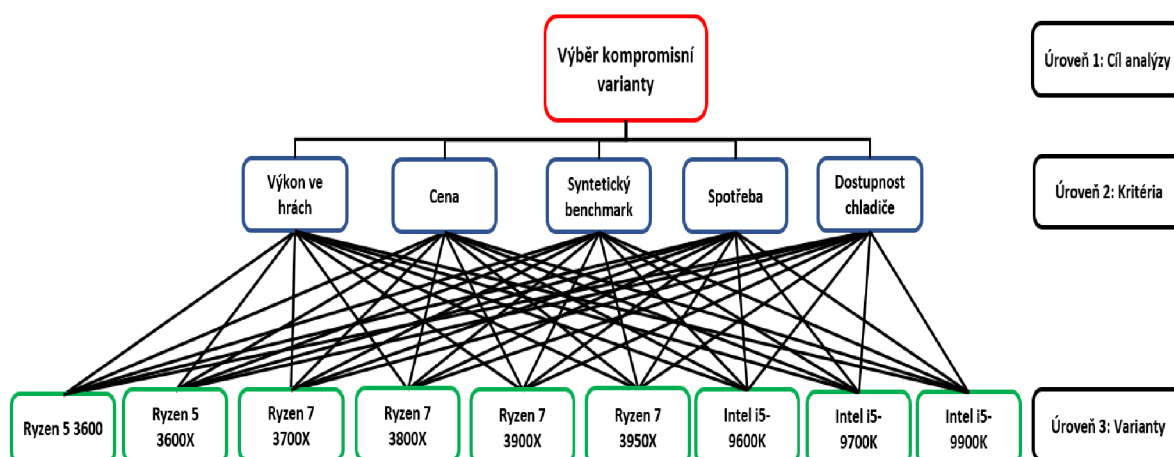 Výběr kompromisní
varianty
Úroveň 1: Cíl analýzy
Výkon ve
hrách
Cena
Syntetický
benchmark
Spotřeba
Dostupnost
chladiče
Úroveň 2: Kritéria
Ryzen 5 3600
Ryzen 5
3600X
Ryzen 7
3700X
Ryzen 7
3800X
Ryzen 7
3900X
Ryzen 7
3950X
Intel i5-
9600K
Intel i5-
9700K
Intel i5-
9900K
Úroveň 3: Varianty